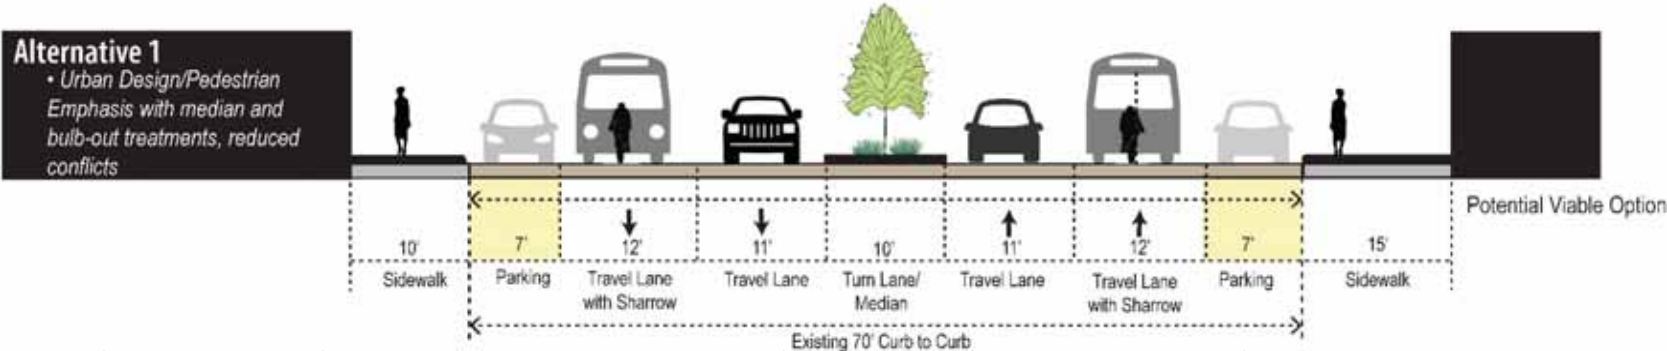 Alternative 1
• Urban Design/Pedestrian
Emphasis with median and
bulb-out treatments, reduced
conflicts
Potential Viable Option
10' 7' 12' 11' 10' 11' 12' 7' 15'
Sidewalk Parking Travel Lane Travel Lane Turn Lane/ Travel Lane Travel Lane Parking Sidewalk
with Sharrow Median with Sharrow
Existing 70' Curb to Curb